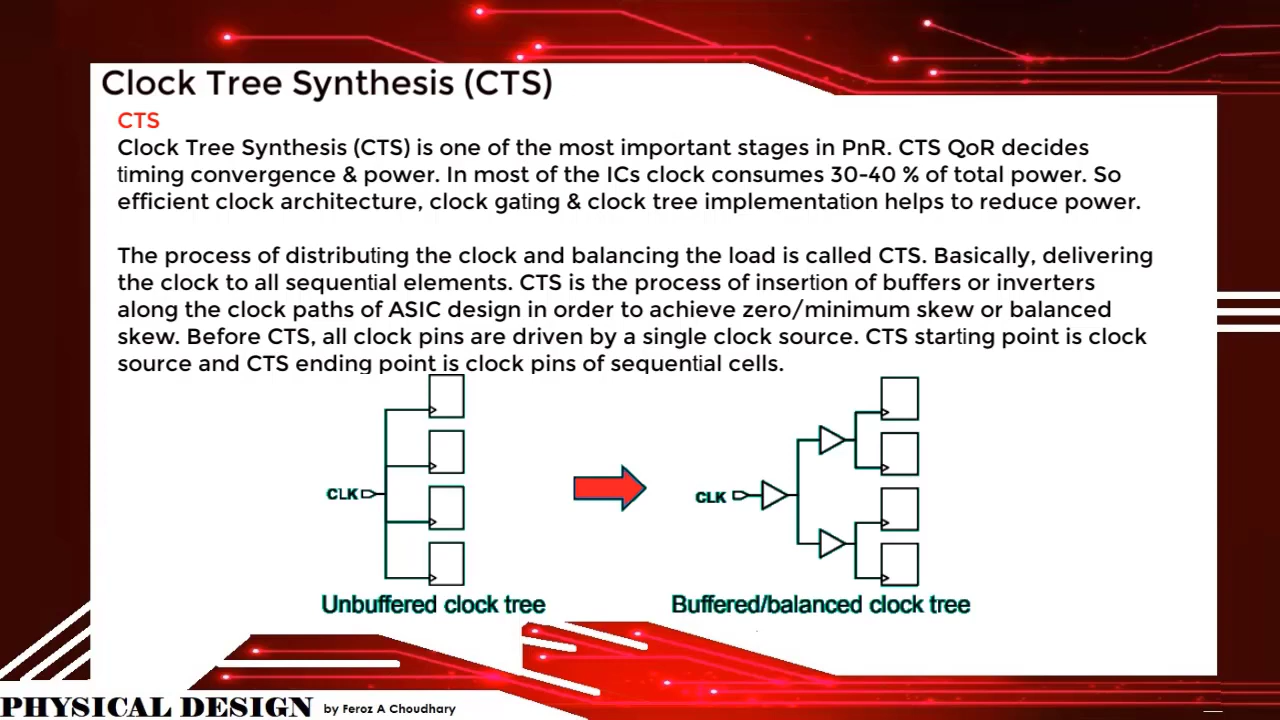 Clock Tree Synthesis (CTS)
CTS
Clock Tree Synthesis (CTS) is one of the most important stages in PnR. CTS QoR decides
timing convergence & power. In most of the ICs clock consumes 30-40 % of total power. So
efficient clock architecture, clock gating & clock tree implementation helps to reduce power.
The process of distributing the clock and balancing the load is called CTS. Basically, delivering
the clock to all sequential elements. CTS is the process of insertion of buffers or inverters
along the clock paths of ASIC design in order to achieve zero/minimum skew or balanced
skew. Before CTS, all clock pins are driven by a single clock source. CTS starting point is clock
source and CTS ending point is clock pins of sequential cells.
CLK
CLK
Unbuffered clock tree
Buffered/balanced clock tree
PHYSICAL DESIGN by Feroz A Choudhary